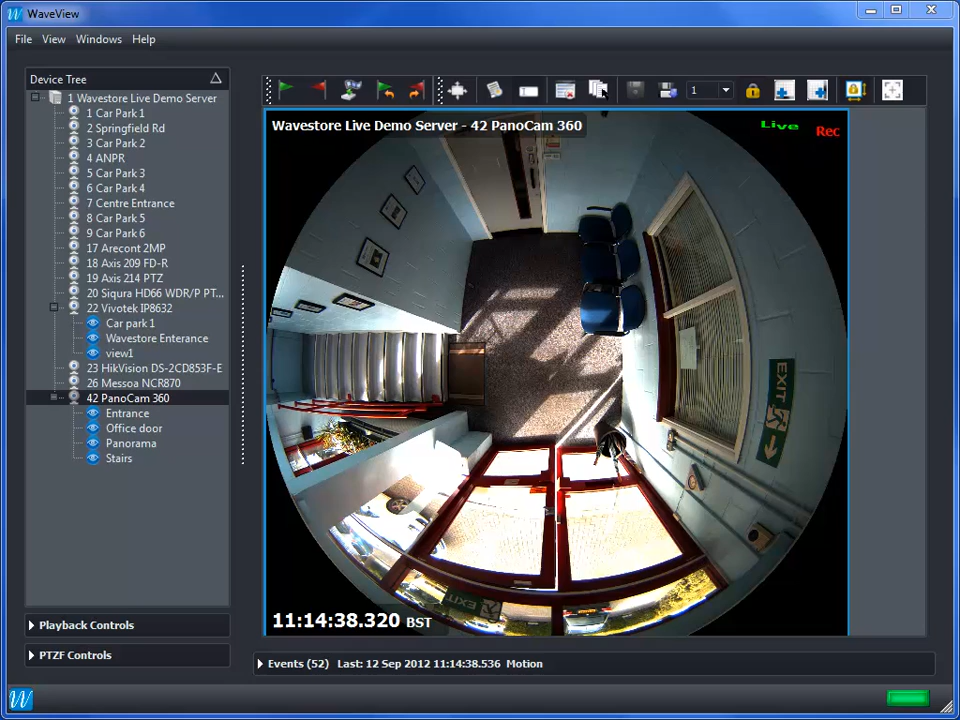 WaveView
File View Windows Help
Device Tree
1 Wavestore Live Demo Server
1 Car Park 1
2 Springfield Rd
3 Car Park 2
4 ANPR
5 Car Park 3
6 Car Park 4
7 Centre Entrance
8 Car Park 5
9 Car Park 6
17 Arecont 2MP
18 Axis 209 FD-R
19 Axis 214 PTZ
20 Siqura HD66 WDR/P PT...
22 Vivotek IP8632
Car park 1
Wavestore Enterance
view1
23 HikVision DS-2CD853F-E
26 Messoa NCR870
42 PanoCam 360
Entrance
Office door
Panorama
Stairs
Playback Controls
PTZF Controls
1
Wavestore Live Demo Server - 42 PanoCam 360
Live
Rec
EXIT
EXIT
11:14:38.320 BST
Events (52) Last: 12 Sep 2012 11:14:38.536 Motion